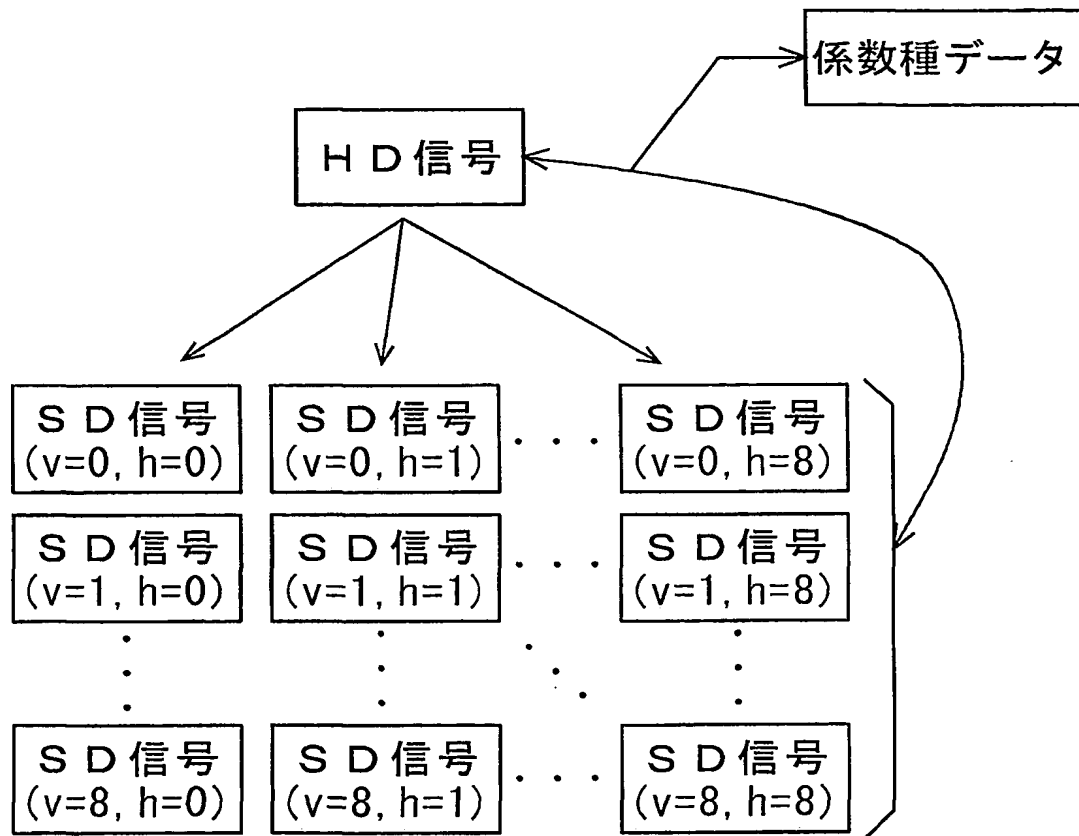 係数種データ
HD信号
SD信号
(v=0, h=0)
SD信号
(v=0, h=1)
. . .
SD信号
(v=0, h=8)
SD信号
(v=1, h=0)
SD信号
(v=1, h=1)
. . .
SD信号
(v=1, h=8)
SD信号
(v=8, h=0)
SD信号
(v=8, h=1)
. . .
SD信号
(v=8, h=8)